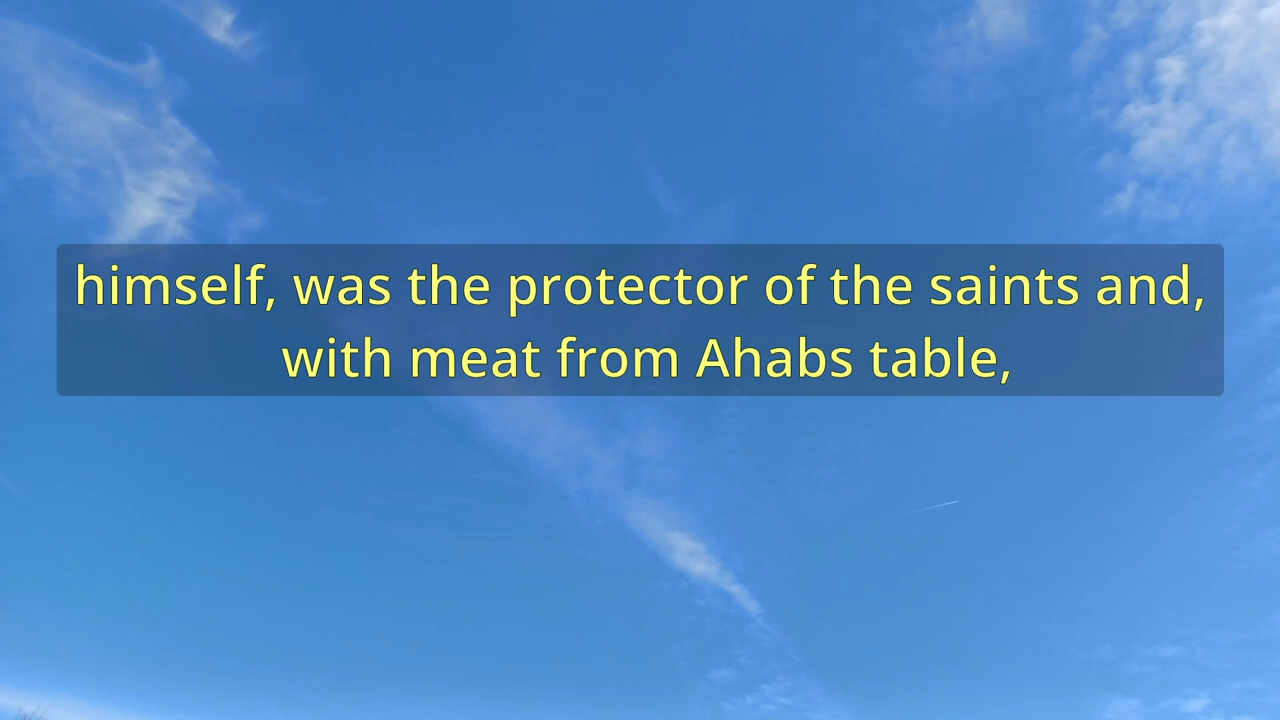 himself, was the protector of the saints and,
with meat from Ahabs table,